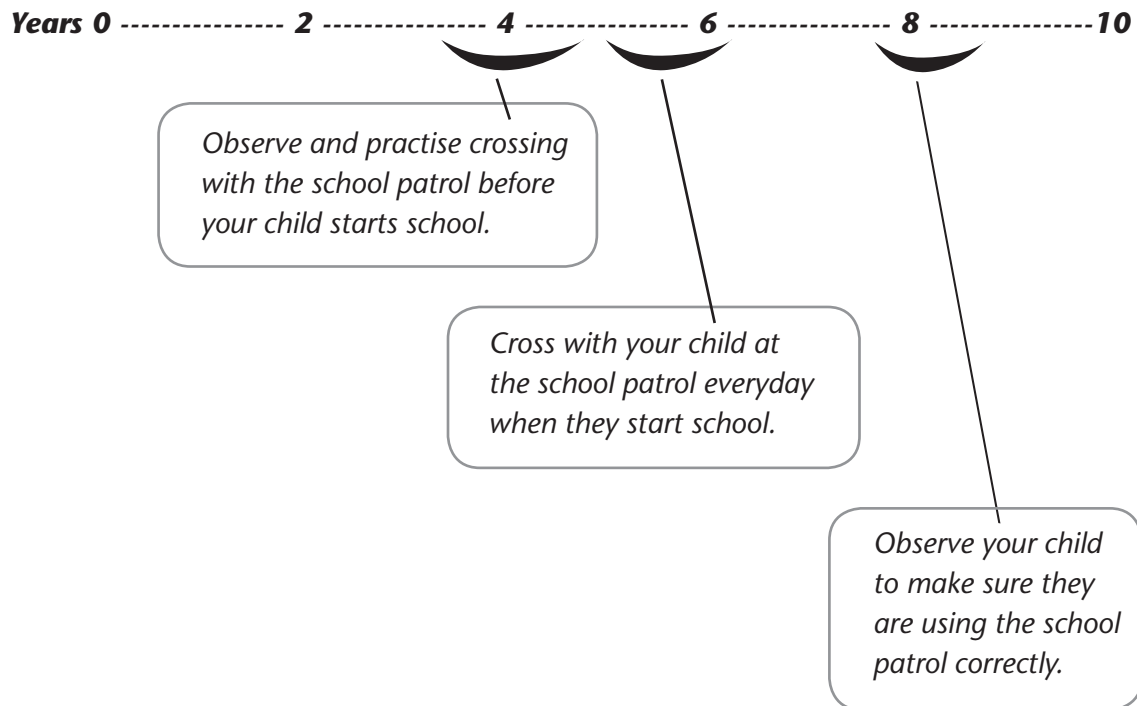 Years 0 ---------------- 2 ---------------- 4 ---------------- 6 ---------------- 8 ----------------10
Observe and practise crossing
with the school patrol before
your child starts school.
Cross with your child at
the school patrol everyday
when they start school.
Observe your child
to make sure they
are using the school
patrol correctly.